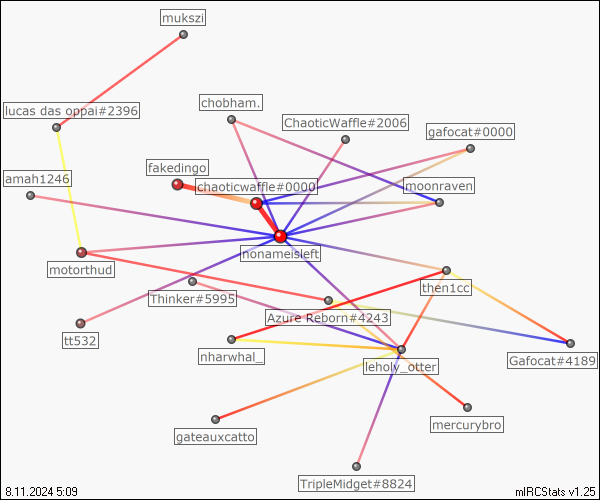 mukszi
lucas das oppai#2396
chobham.
ChaoticWaffle#2006
gafocat#0000
fakedingo
amah1246
chaoticwaffle#0000
moonraven
nonameisleft
motorthud
then1cc
Thinker#5995
Azure Reborn#4243
tt532
nharwhal_
leholy_otter
Gafocat#4189
mercurybro
gateauxcatto
TripleMidget#8824
8.11.2024 5:09
mIRCStats v1.25